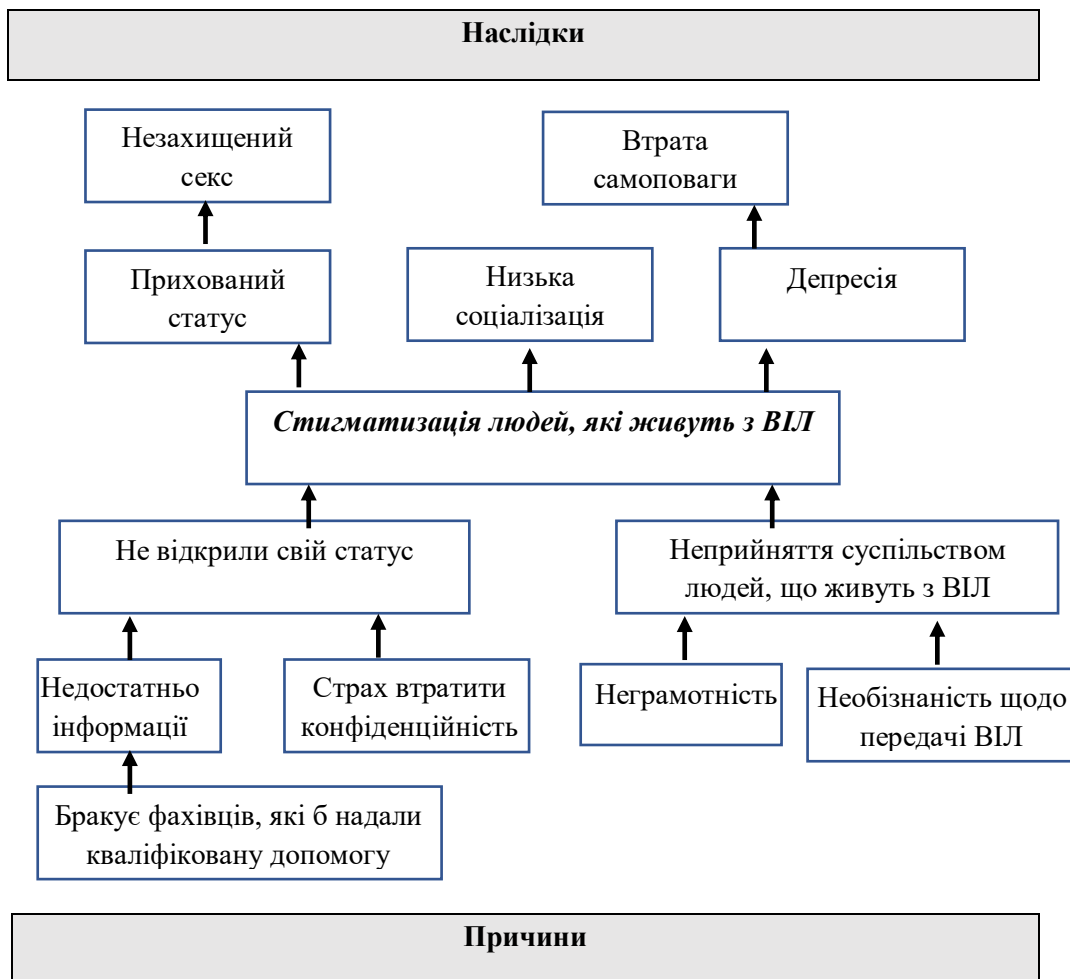 Наслідки
Незахищений
секс
Втрата
самоповаги
Прихований
статус
Низька
соціалізація
Депресія
Стигматизація людей, які живуть з ВІЛ
Не відкрили свій статус
Неприйняття суспільством
людей, що живуть з ВІЛ
Недостатньо
інформації
Страх втратити
конфіденційність
Неграмотність
Необізнаність щодо
передачі ВІЛ
Бракує фахівців, які б надали
кваліфіковану допомогу
Причини